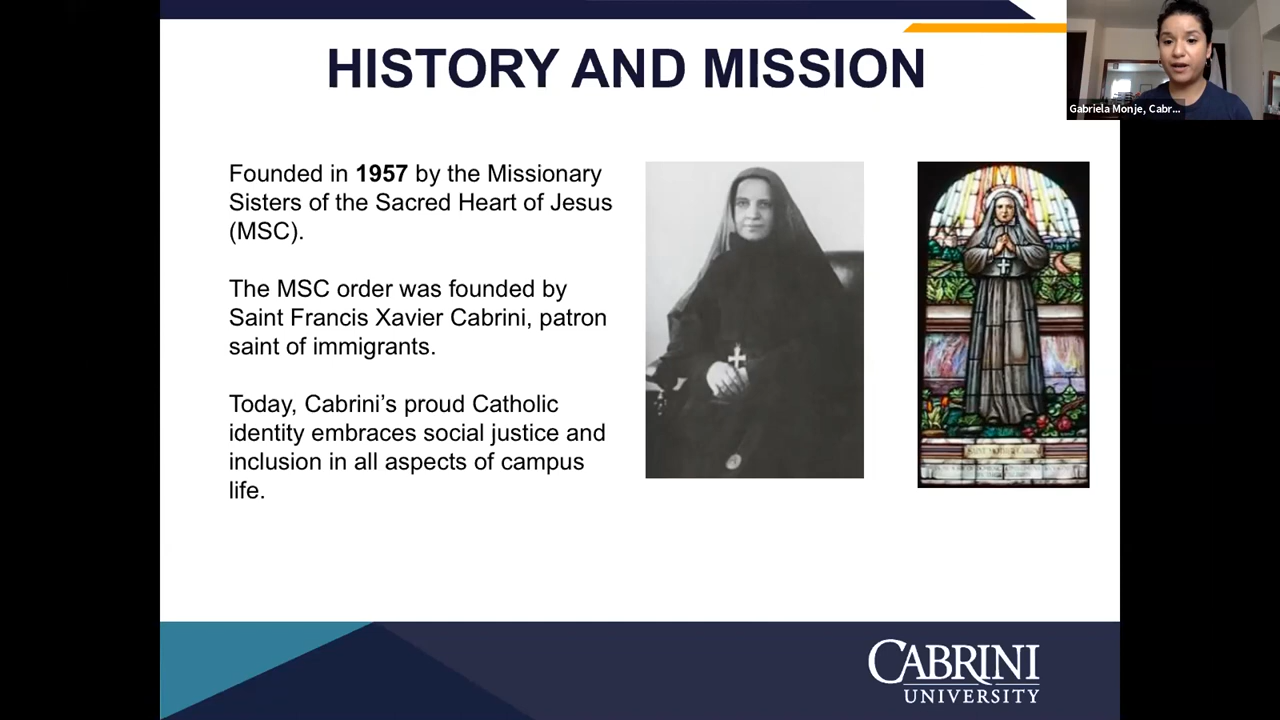 HISTORY AND MISSION
Gabriela Monje, Cabr...
Founded in 1957 by the Missionary
Sisters of the Sacred Heart of Jesus
(MSC).
The MSC order was founded by
Saint Francis Xavier Cabrini, patron
saint of immigrants.
Today, Cabrini’s proud Catholic
identity embraces social justice and
inclusion in all aspects of campus
life.
CABRINI
UNIVERSITY